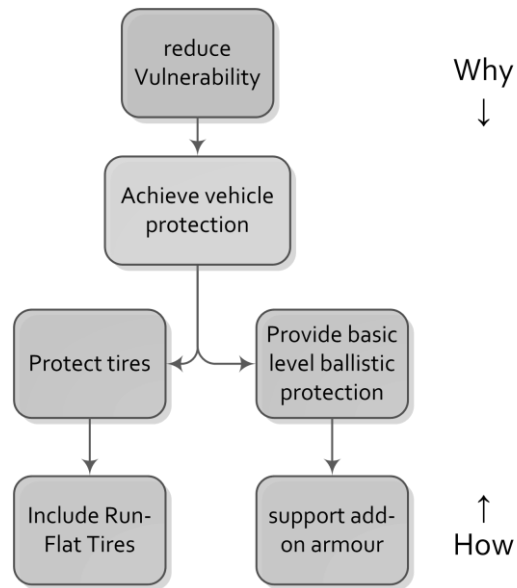 reduce
Vulnerability
Why
↓
Achieve vehicle
protection
Protect tires
Provide basic
level ballistic
protection
Include Run-
Flat Tires
support add-
on armour
↑
How